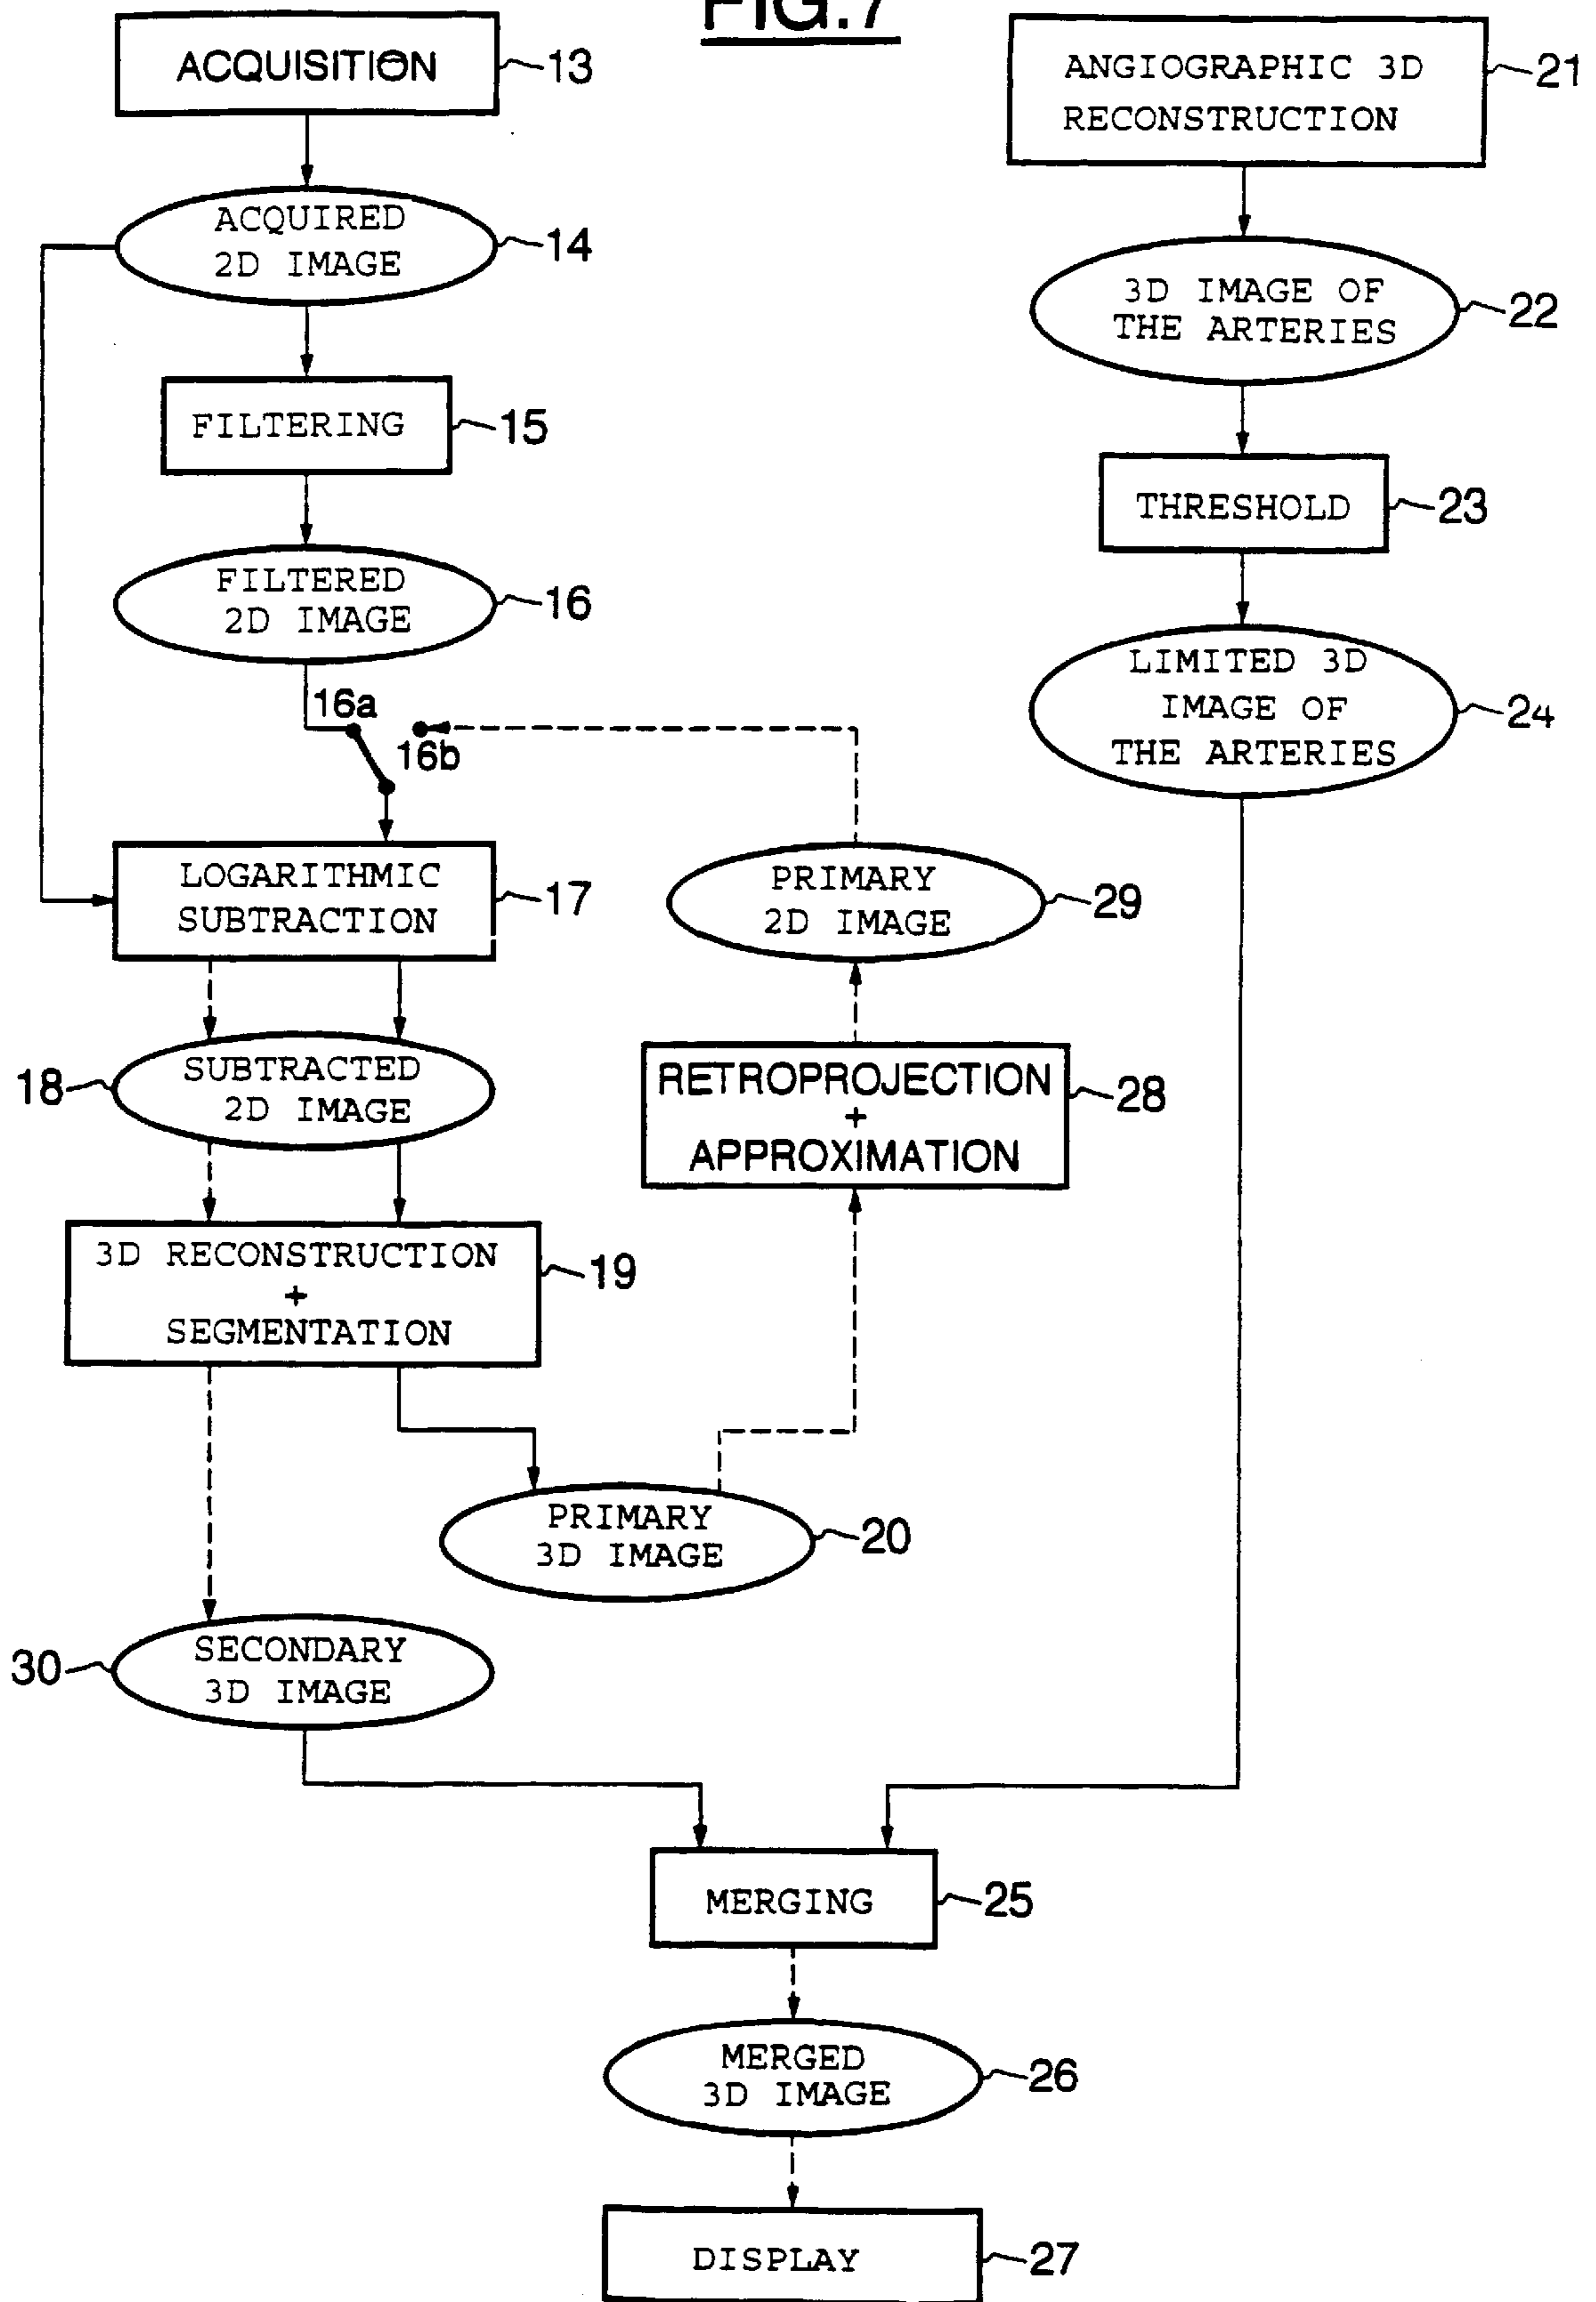 FIG.7
ACQUISITION
13
ACQUIRED
2D IMAGE
14
FILTERING
15
FILTERED
2D IMAGE
16
16a
16b
LOGARITHMIC
SUBTRACTION
17
SUBTRACTED
2D IMAGE
18
3D RECONSTRUCTION
+
SEGMENTATION
19
PRIMARY
3D IMAGE
20
RETROPROJECTION
+
APPROXIMATION
28
PRIMARY
2D IMAGE
29
SECONDARY
3D IMAGE
30
ANGIOGRAPHIC 3D
RECONSTRUCTION
21
3D IMAGE OF
THE ARTERIES
22
THRESHOLD
23
LIMITED 3D
IMAGE OF
THE ARTERIES
24
MERGING
25
MERGED
3D IMAGE
26
DISPLAY
27